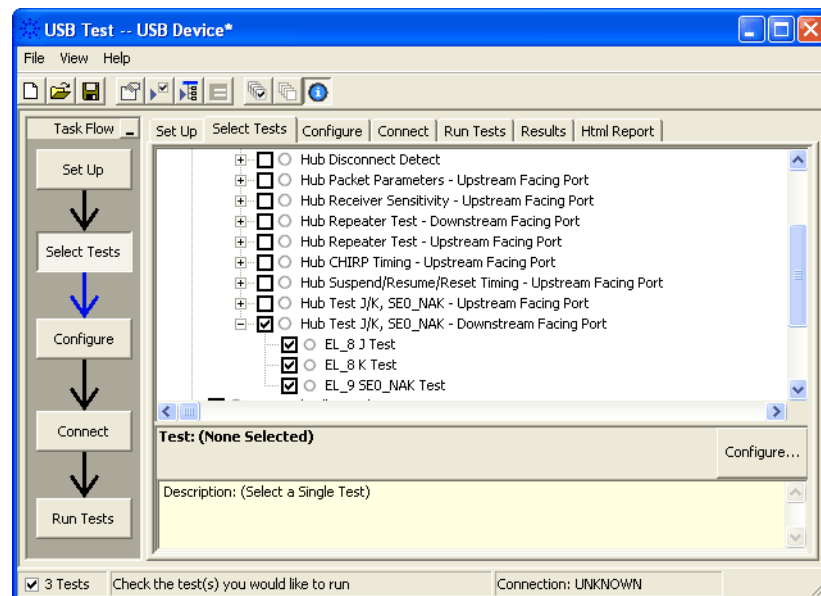 USB Test -- USB Device*
File View Help
Task Flow
Set Up Select Tests Configure Connect Run Tests Results Html Report
Set Up
Select Tests
Configure
Connect
Run Tests
Hub Disconnect Detect
Hub Packet Parameters - Upstream Facing Port
Hub Receiver Sensitivity - Upstream Facing Port
Hub Repeater Test - Downstream Facing Port
Hub Repeater Test - Upstream Facing Port
Hub CHIRP Timing - Upstream Facing Port
Hub Suspend/Resume/Reset Timing - Upstream Facing Port
Hub Test J/K, SE0_NAK - Upstream Facing Port
Hub Test J/K, SE0_NAK - Downstream Facing Port
EL_8 J Test
EL_8 K Test
EL_9 SE0_NAK Test
Test: (None Selected)
Configure...
Description: (Select a Single Test)
3 Tests Check the test(s) you would like to run Connection: UNKNOWN